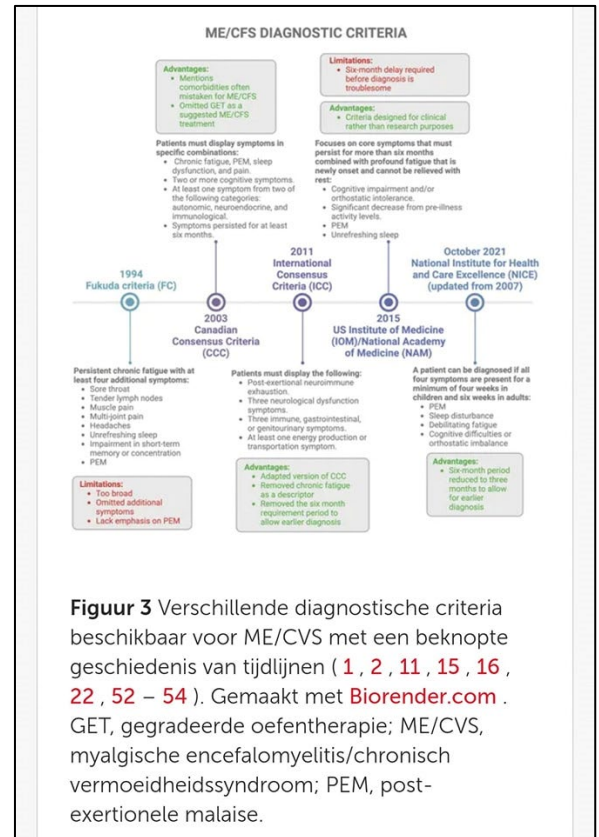 ME/CFS DIAGNOSTIC CRITERIA
Advantages:
• Mentions
comorbidities often
mistaken for ME/CFS
• Omitted GET as a
suggested ME/CFS
treatment
Patients must display symptoms in
specific combinations:
• Chronic fatigue, PEM, sleep
dysfunction, and pain.
• Two or more cognitive symptoms.
• At least one symptom from two of
the following categories:
autonomic, neuroendocrine, and
immunological.
• Symptoms persisted for at least
six months.
Limitations:
• Six-month delay required
before diagnosis is
troublesome
Advantages:
• Criteria designed for clinical
rather than research purposes
Focuses on core symptoms that must
persist for more than six months
combined with profound fatigue that is
newly onset and cannot be relieved with
rest:
• Cognitive impairment and/or
orthostatic intolerance.
• Significant decrease from pre-illness
activity levels.
• PEM
• Unrefreshing sleep
1994
Fukuda criteria (FC)
2003
Canadian
Consensus Criteria
(CCC)
2011
International
Consensus
Criteria (ICC)
2015
US Institute of Medicine
(IOM)/National Academy
of Medicine (NAM)
October 2021
National Institute for Health
and Care Excellence (NICE)
(updated from 2007)
Persistent chronic fatigue with at
least four additional symptoms:
• Sore throat
• Tender lymph nodes
• Muscle pain
• Multi-joint pain
• Headaches
• Unrefreshing sleep
• Impairment in short-term
memory or concentration
• PEM
Limitations:
• Too broad
• Omitted additional
symptoms
• Lack emphasis on PEM
Patients must display the following:
• Post-exertional neuroimmune
exhaustion.
• Three neurological dysfunction
symptoms.
• Three immune, gastrointestinal,
or genitourinary symptoms.
• At least one energy production or
transportation symptom.
Advantages:
• Adapted version of CCC
• Removed chronic fatigue
as a descriptor
• Removed the six month
requirement period to
allow earlier diagnosis
A patient can be diagnosed if all
four symptoms are present for a
minimum of four weeks in
children and six weeks in adults:
• PEM
• Sleep disturbance
• Debilitating fatigue
• Cognitive difficulties or
orthostatic imbalance
Advantages:
• Six-month period
reduced to three
months to allow
for earlier
diagnosis
Figuur 3 Verschillende diagnostische criteria
beschikbaar voor ME/CVS met een beknopte
geschiedenis van tijdlijnen ( 1 , 2 , 11 , 15 , 16 ,
22 , 52 – 54 ). Gemaakt met Biorender.com .
GET, gegradeerde oefentherapie; ME/CVS,
myalgische encefalomyelitis/chronisch
vermoeidheidssyndroom; PEM, post-
exertionele malaise.